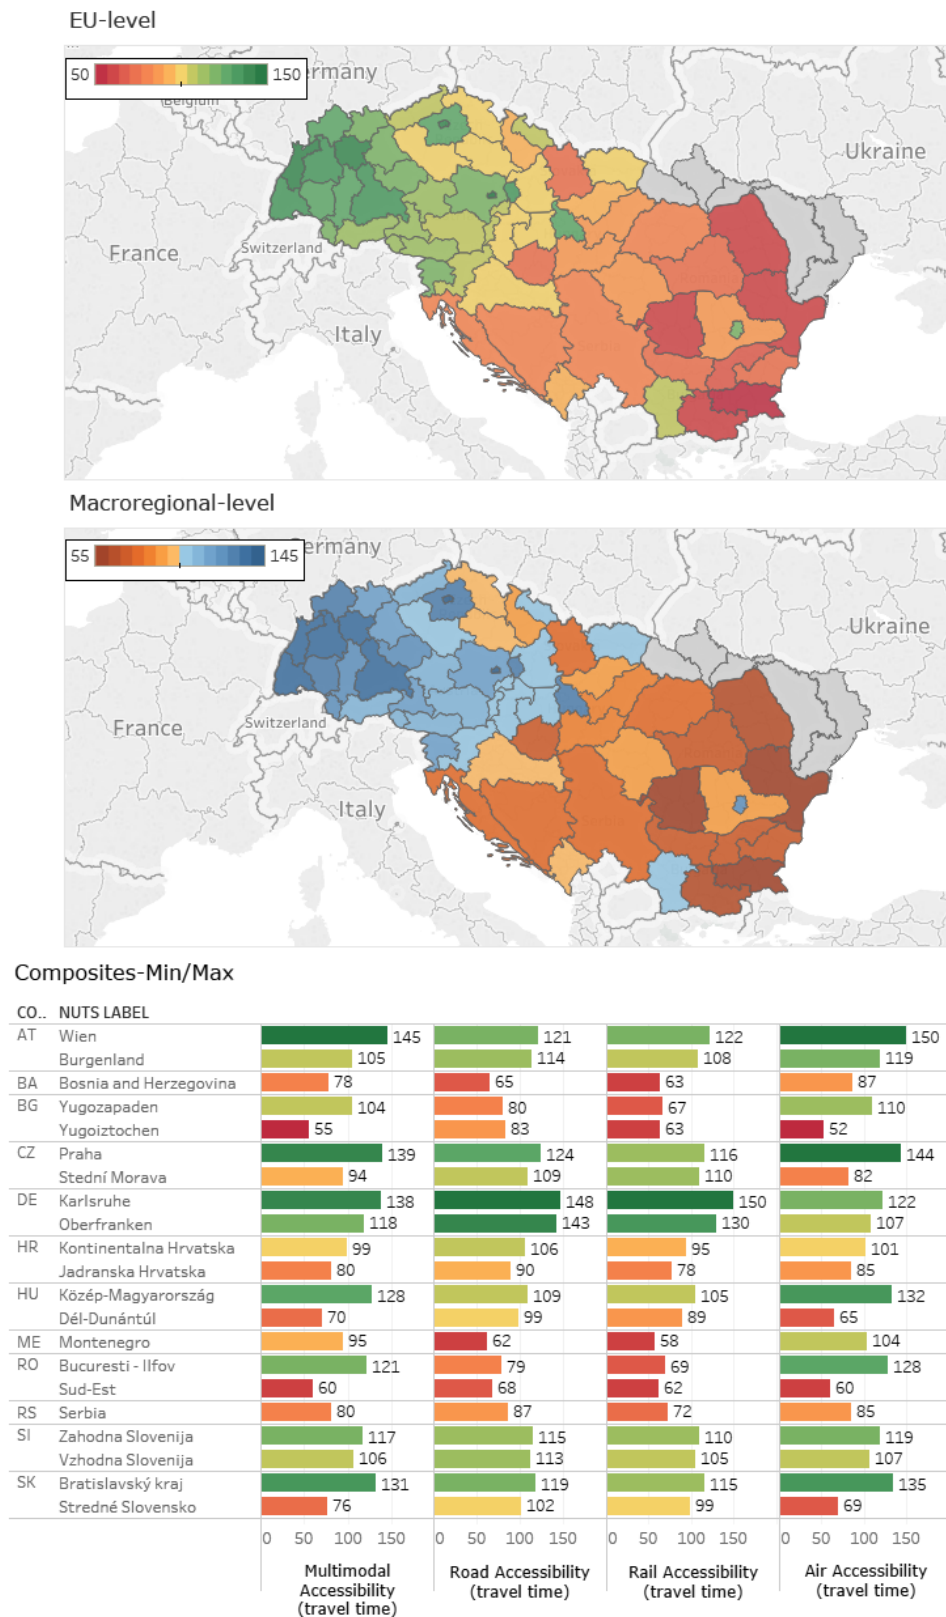 EU-level
50 150
ermany
Belgium
Ukraine
France
Switzerland
Italy
Macroregional-level
55 145
ermany
Ukraine
France
Switzerland
Italy
Composites-Min/Max
CO.. NUTS LABEL
AT Wien 145 121 122 150
Burgenland 105 114 108 119
BA Bosnia and Herzegovina 78 65 63 87
BG Yugozapaden 104 80 67 110
Yugoiztochen 55 83 63 52
CZ Praha 139 124 116 144
Stední Morava 94 109 110 82
DE Karlsruhe 138 148 150 122
Oberfranken 118 143 130 107
HR Kontinentalna Hrvatska 99 106 95 101
Jadranska Hrvatska 80 90 78 85
HU Közép-Magyarország 128 109 105 132
Dél-Dunántúl 70 99 89 65
ME Montenegro 95 62 58 104
RO Bucuresti - Ilfov 121 79 69 128
Sud-Est 60 68 62 60
RS Serbia 80 87 72 85
SI Zahodna Slovenija 117 115 110 119
Vzhodna Slovenija 106 113 105 107
SK Bratislavský kraj 131 119 115 135
Stredné Slovensko 76 102 99 69
0 50 100 150 0 50 100 150 0 50 100 150 0 50 100 150
Multimodal Accessibility (travel time)
Road Accessibility (travel time)
Rail Accessibility (travel time)
Air Accessibility (travel time)